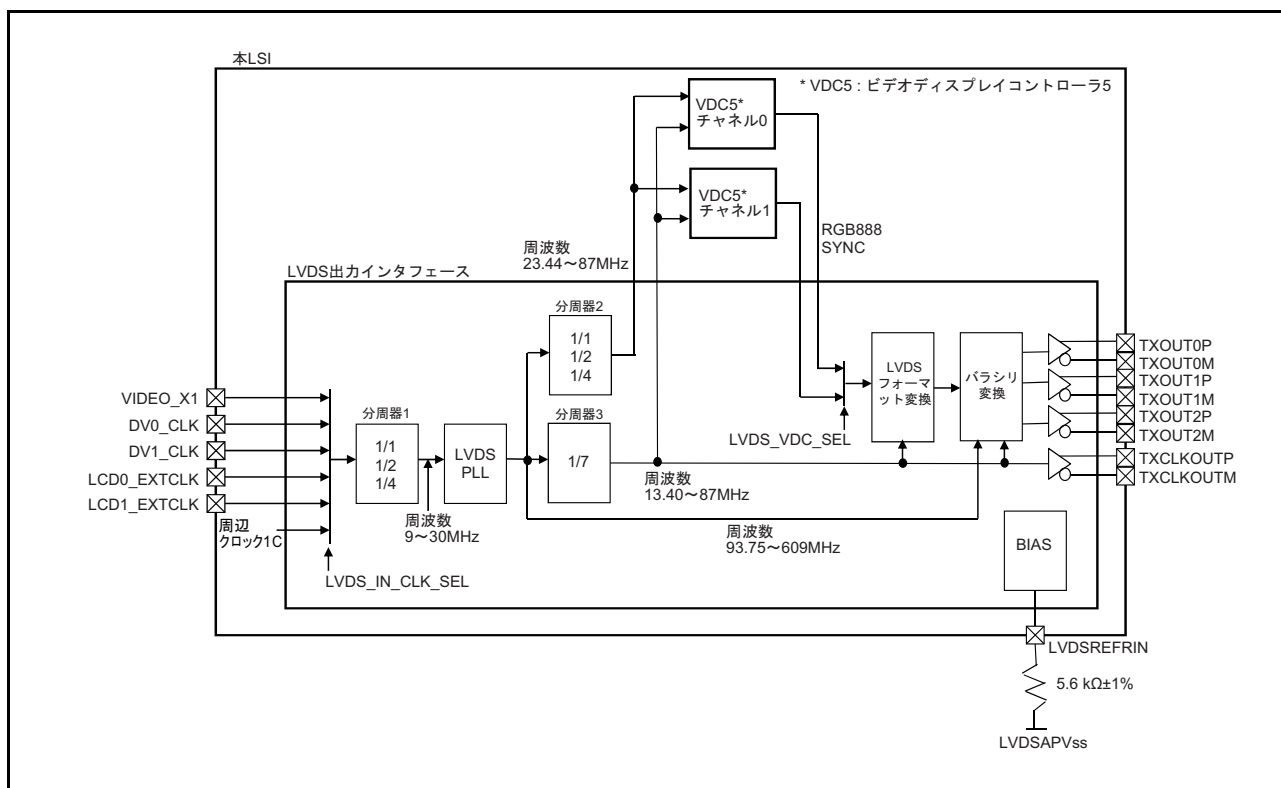 本LSI
* VDC5 : ビデオディスプレイコントローラ5
VDC5*
チャネル0
VDC5*
チャネル1
RGB888
SYNC
周波数
23.44～87MHz
LVDS出力インタフェース
分周器2
1/1
1/2
1/4
VIDEO_X1
DV0_CLK
DV1_CLK
LCD0_EXTCLK
LCD1_EXTCLK
周辺
クロック1C
LVDS_IN_CLK_SEL
分周器1
1/1
1/2
1/4
周波数
9～30MHz
LVDS
PLL
分周器3
1/7
周波数
13.40～87MHz
周波数
93.75～609MHz
LVDS_VDC_SEL
LVDS
フォーマ
ット変換
パラシリ
変換
TXOUT0P
TXOUT0M
TXOUT1P
TXOUT1M
TXOUT2P
TXOUT2M
TXCLKOUTP
TXCLKOUTM
BIAS
LVDSREFRIN
5.6 kΩ±1%
LVDSAPVss